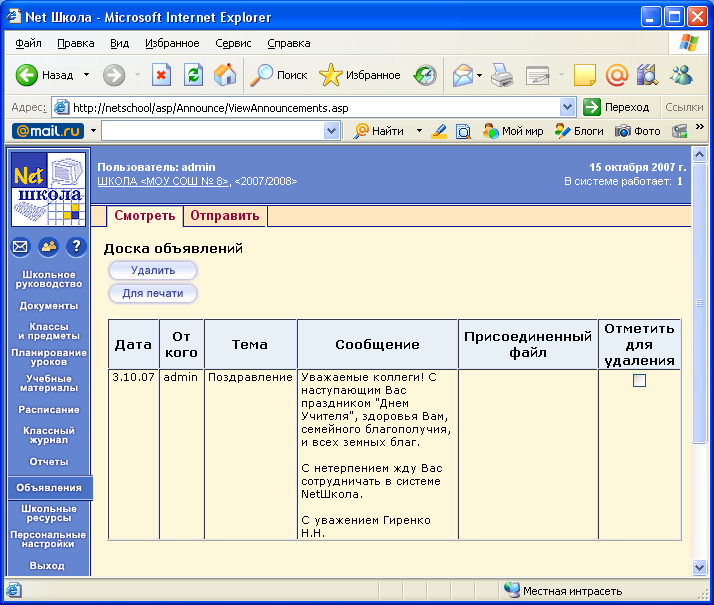 Net Школа - Microsoft Internet Explorer
Файл Правка Вид Избранное Сервис Справка
Назад Поиск Избранное
Адрес: http://netschool/asp/Announce/ViewAnnouncements.asp Переход Ссылки
@mail.ru Найти Мой мир Блоги Фото »
Net
школа
Пользователь: admin 15 октября 2007 г.
ШКОЛА <МОУ СОШ № 8>, <2007/2008> В системе работает: 1
Смотреть Отправить
Доска объявлений
Удалить
Для печати
?
Школьное
руководство
Документы
Классы
и предметы
Планирование
уроков
Учебные
материалы
Расписание
Классный
журнал
Отчеты
Объявления
Школьные
ресурсы
Персональные
настройки
Выход
Дата
От
кого
Тема
Сообщение
Присоединенный
файл
Отметить
для
удаления
3.10.07 admin Поздравление Уважаемые коллеги! С
наступающим Вас
праздником "Днем
Учителя", здоровья Вам,
семейного благополучия,
и всех земных благ.
С нетерпением жду Вас
сотрудничать в системе
NetШкола.
С уважением Гиренко
Н.Н.
Местная интрасеть